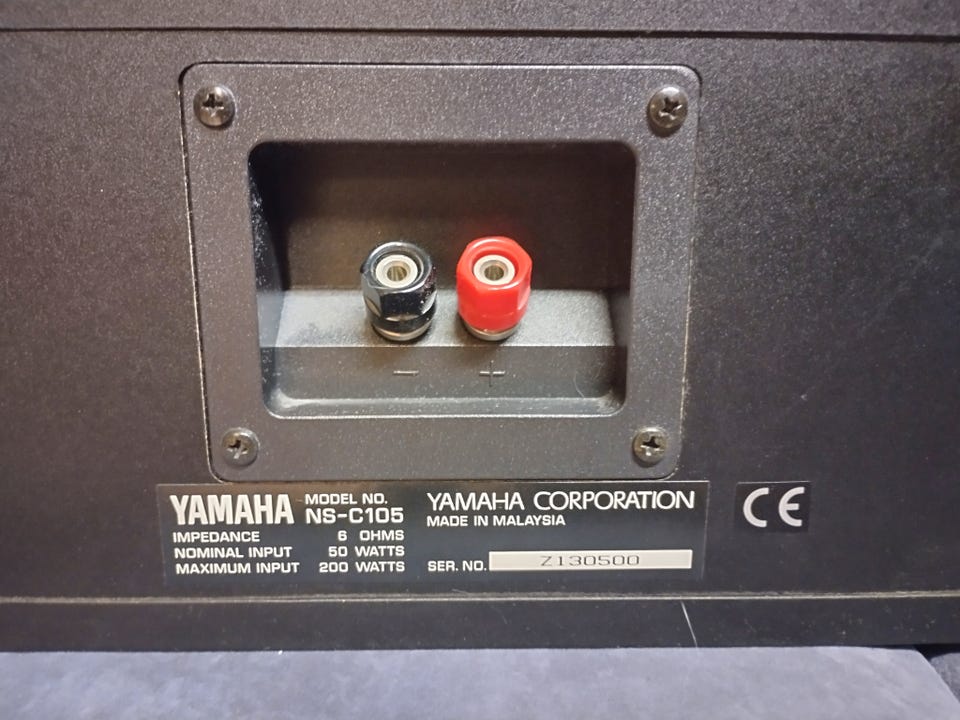 − +
YAMAHA MODEL NO. NS-C105
IMPEDANCE 6 OHMS
NOMINAL INPUT 50 WATTS
MAXIMUM INPUT 200 WATTS
YAMAHA CORPORATION
MADE IN MALAYSIA
SER. NO. Z130500
CE